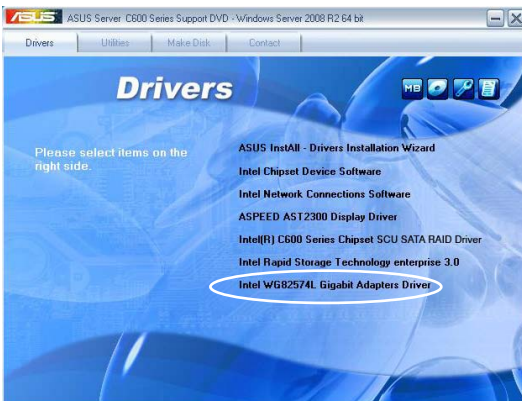 ASUS ASUS Server C600 Series Support DVD - Windows Server 2008 R2 64 bit
Drivers Utilities Make Disk Contact
Drivers
MB
Please select items on the
right side.
ASUS InstAll - Drivers Installation Wizard
Intel Chipset Device Software
Intel Network Connections Software
ASPEED AST2300 Display Driver
Intel(R) C600 Series Chipset SCU SATA RAID Driver
Intel Rapid Storage Technology enterprise 3.0
Intel WG82574L Gigabit Adapters Driver